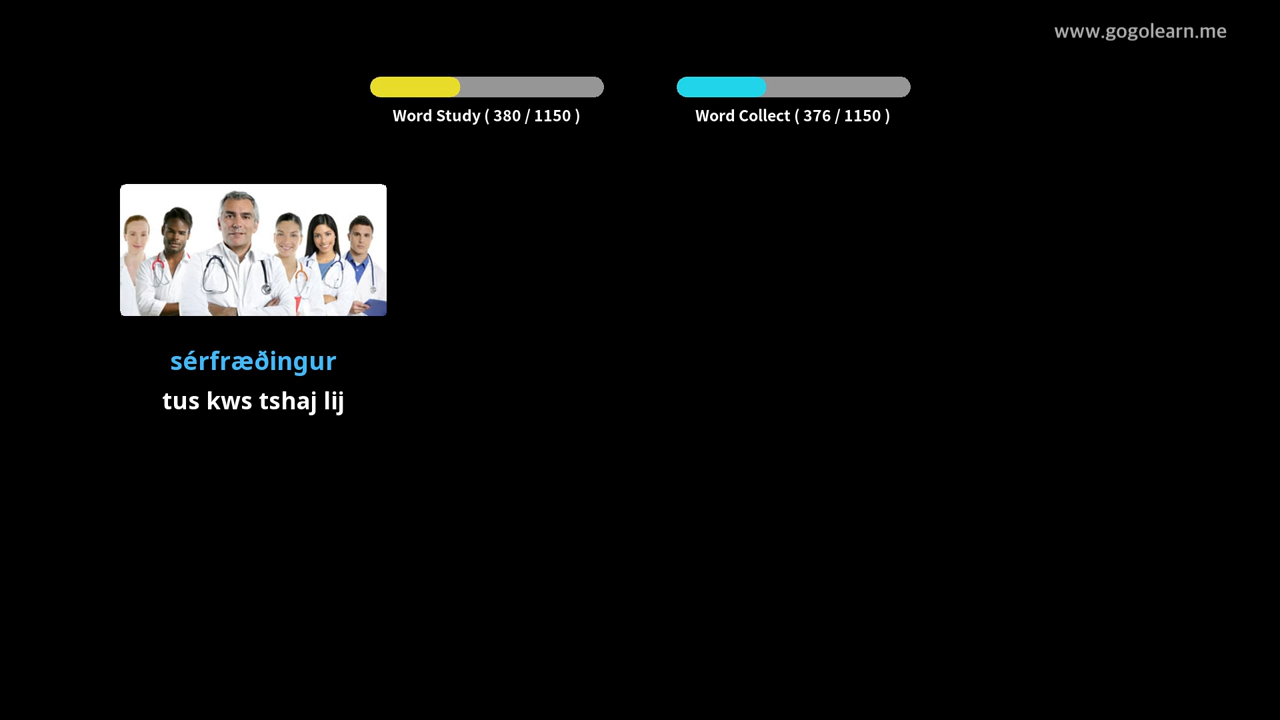 www.gogolearn.me
Word Study ( 380 / 1150 )
Word Collect ( 376 / 1150 )
sérfræðingur
tus kws tshaj lij